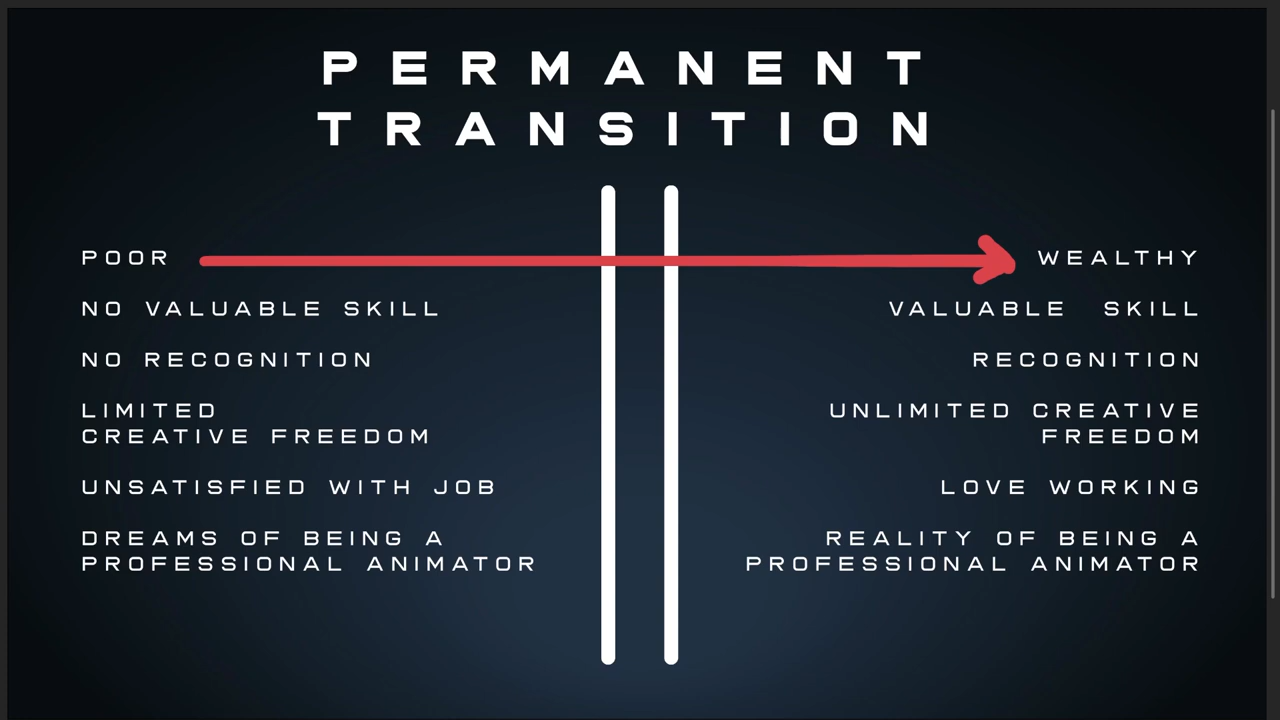 PERMANENT
TRANSITION
POOR
NO VALUABLE SKILL
NO RECOGNITION
LIMITED
CREATIVE FREEDOM
UNSATISFIED WITH JOB
DREAMS OF BEING A
PROFESSIONAL ANIMATOR
WEALTHY
VALUABLE SKILL
RECOGNITION
UNLIMITED CREATIVE
FREEDOM
LOVE WORKING
REALITY OF BEING A
PROFESSIONAL ANIMATOR